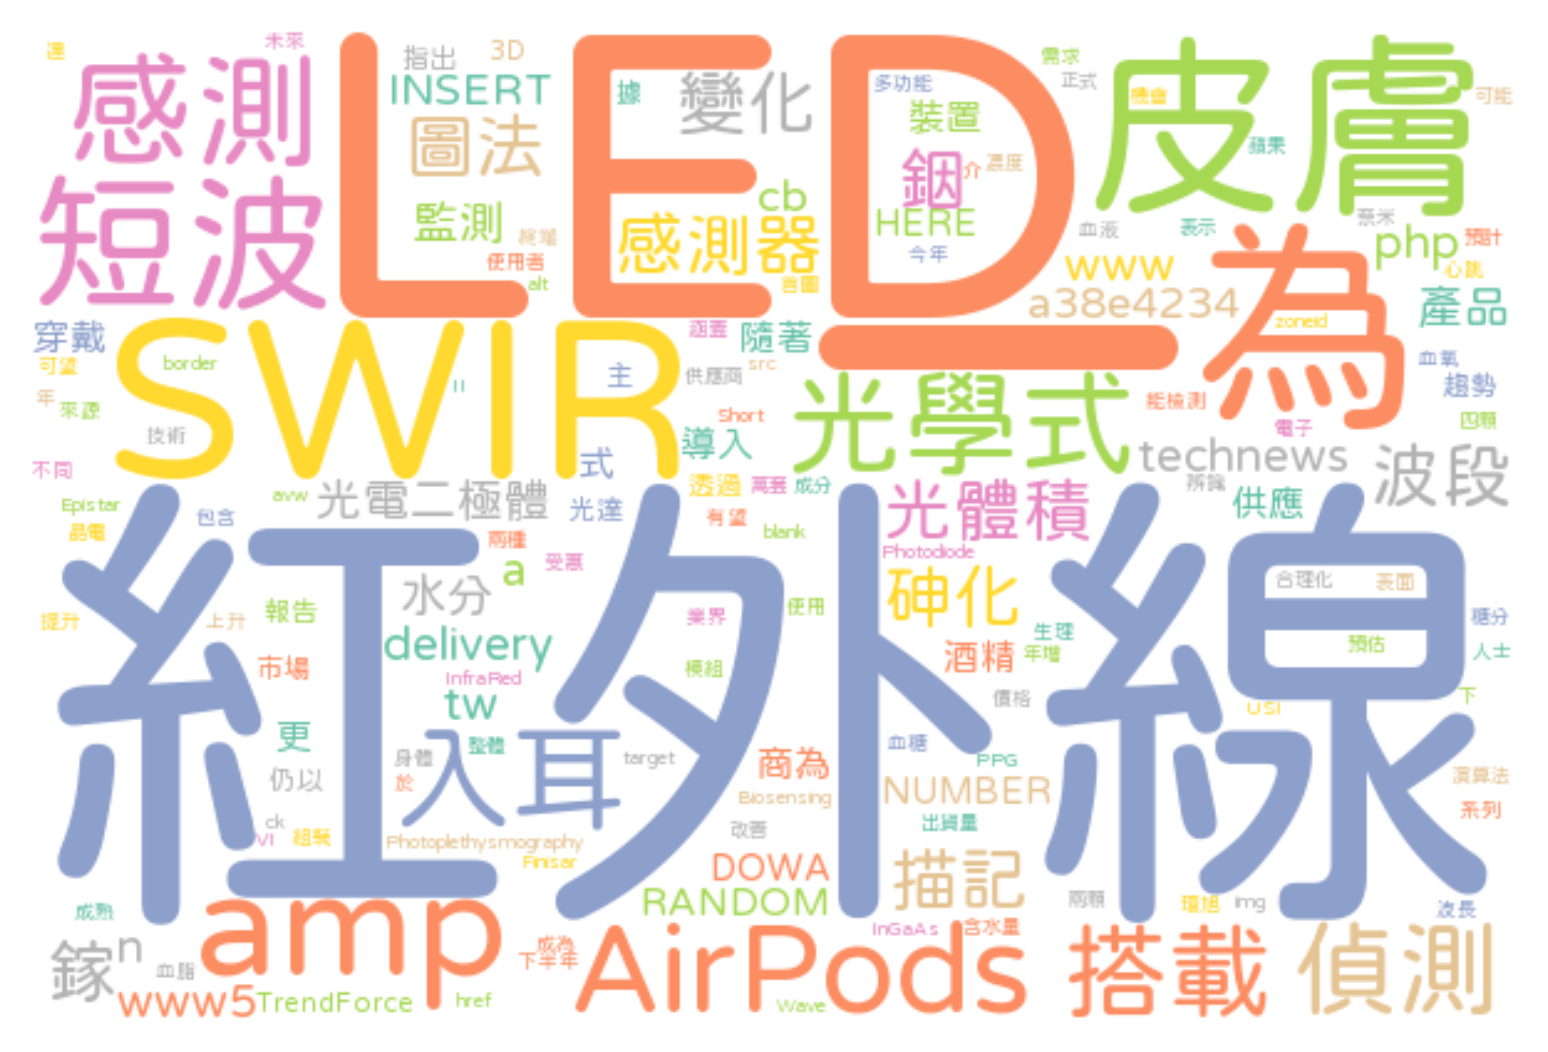 達
未來
指出
3D
需求
LED
感測
INSERT
據
變化
多功能
正式
皮膚
機會
可能
圖法
裝置
蘋果
銦
介
濃度
短波
監測
cb
HERE
奈米
終端
感測器
血液
表示
php
預計
使用者
今年
www
心跳
alt
首圖
為
a38e4234
產品
穿戴
SWIR
涵蓋
隨著
zoneid
可望
border
主
供應商
src
血氧
趨勢
年
來源
"
光學式
能檢測
Short
四顆
技術
導入
電子
不同
式
technews
波段
avw
光電二極體
透過
萬蕊
成分
光體積
辨識
供應
Epistar
包含
光達
有望
紅外線
晶電
兩種
blank
Photodiode
受惠
a
水分
砷化
合理化
表面
提升
上升
報告
業界
使用
生理
糖分
delivery
酒精
年增
預估
人士
市場
模組
InfraRed
tw
價格
下
USI
更
入耳
整體
血糖
身體
target
商為
PPG
仍以
於
Biosensing
NUMBER
演算法
ck
出貨量
系列
VI
組裝
Photoplethysmography
改善
Finisar
DOWA
描記
RANDOM
兩顆
環旭
img
波長
成熟
amp
InGaAs
含水量
鎵
n
成為
AirPods
搭載
偵測
血脂
下半年
www5
TrendForce
href
Wave